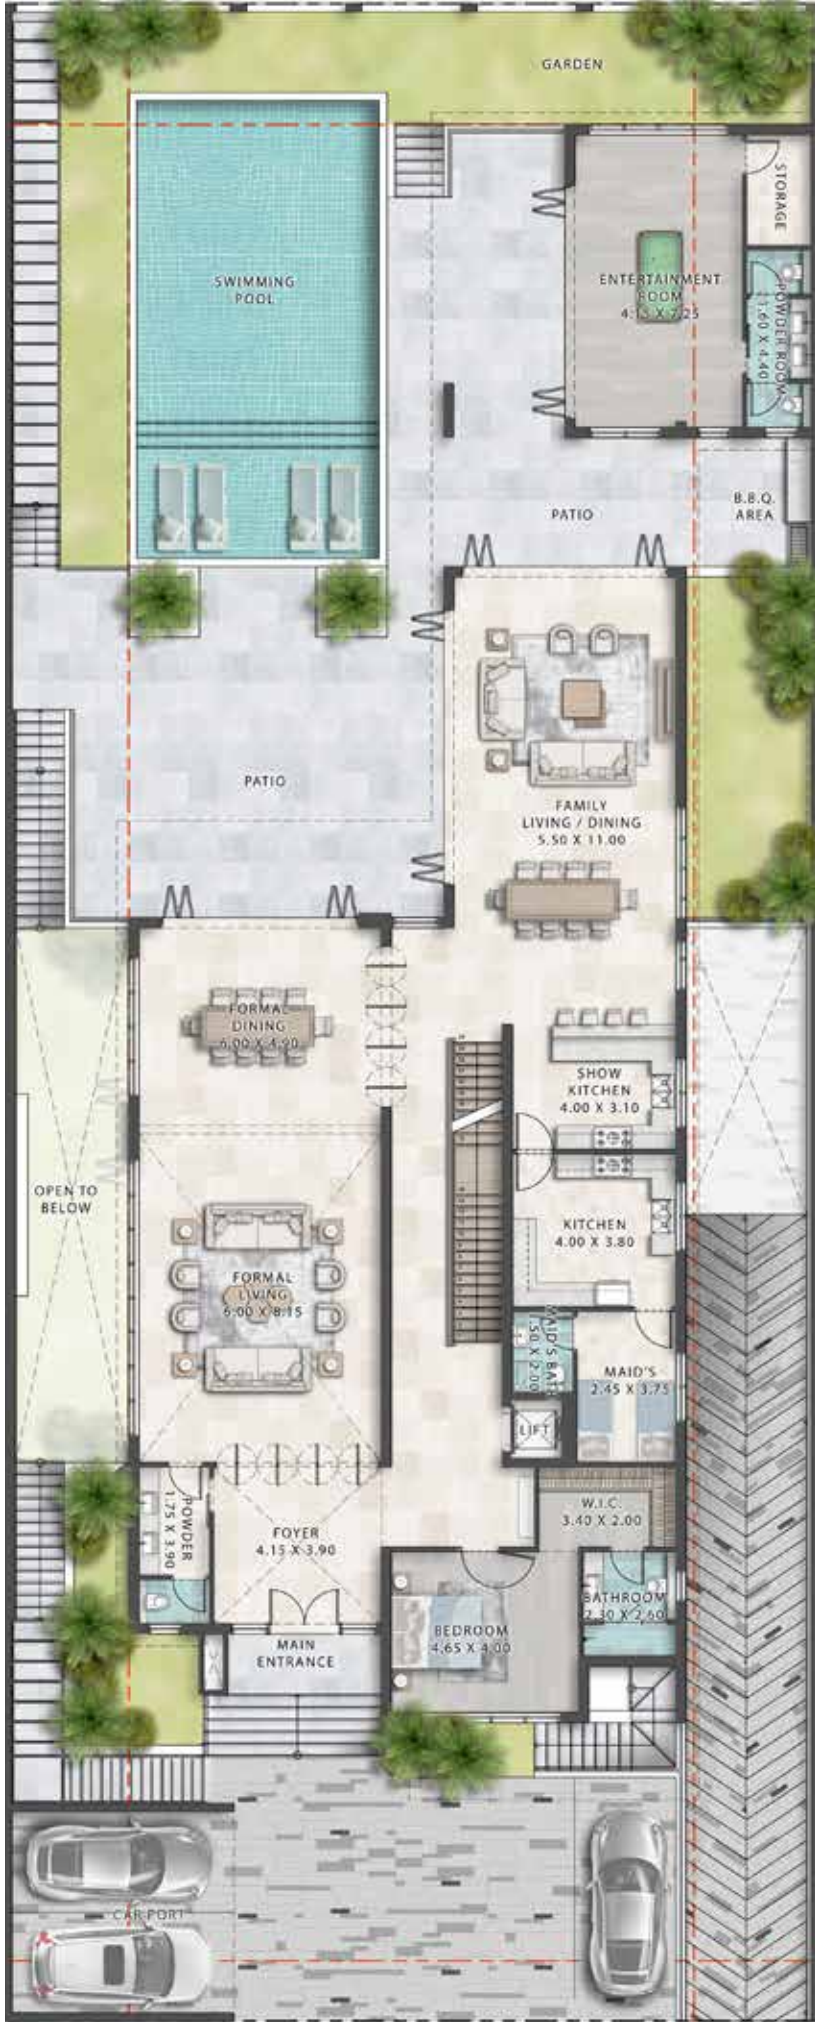 GARDEN
STORAGE
SWIMMING
POOL
ENTERTAINMENT
ROOM
4.15 X 7.25
POWDER ROOM
1.60 X 4.40
PATIO
B.B.Q.
AREA
PATIO
FAMILY
LIVING / DINING
5.50 X 11.00
FORMAL
DINING
6.00 X 4.90
SHOW
KITCHEN
4.00 X 3.10
OPEN TO
BELOW
KITCHEN
4.00 X 3.80
FORMAL
LIVING
6.00 X 8.15
MAID'S BATH
1.50 X 2.00
MAID'S
2.45 X 3.75
LIFT
W.I.C.
3.40 X 2.00
POWDER
1.75 X 3.90
FOYER
4.15 X 3.90
BATHROOM
2.30 X 2.60
BEDROOM
4.65 X 4.00
MAIN
ENTRANCE
CAR PORT